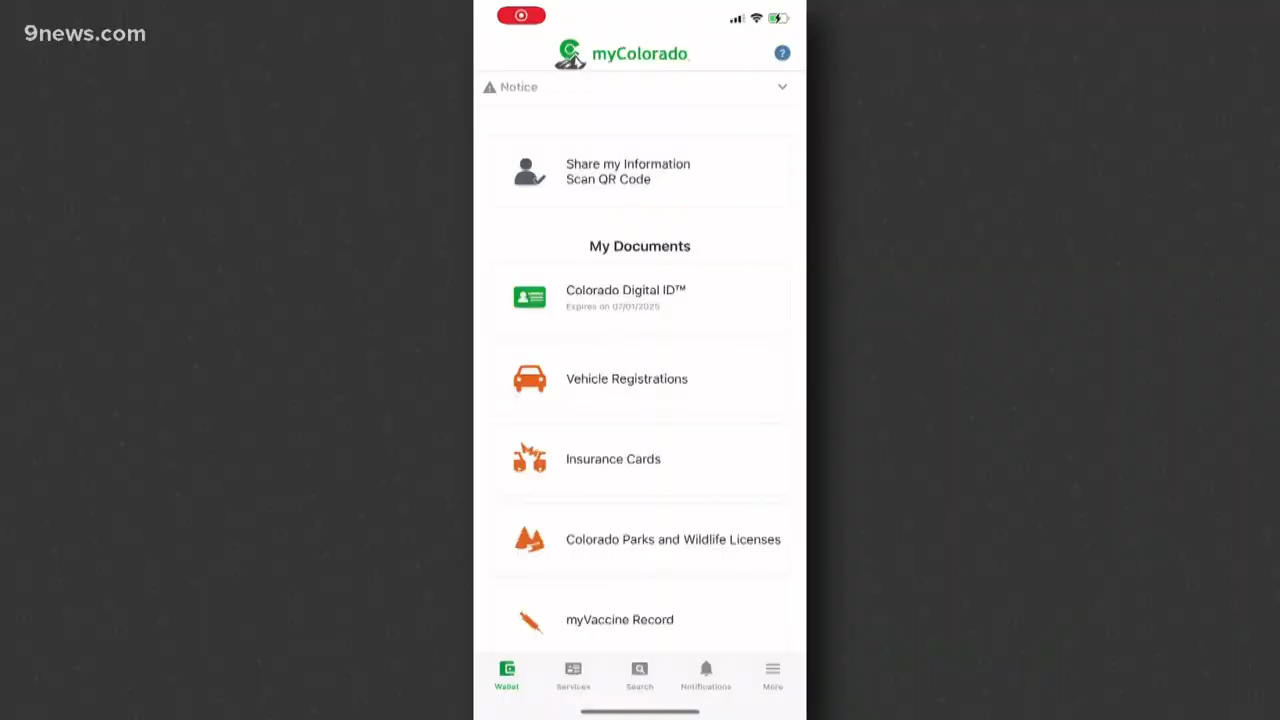 9news.com
myColorado
?
Notice
Share my Information
Scan QR Code
My Documents
Colorado Digital ID™
Expires on 07/01/2025
Vehicle Registrations
Insurance Cards
Colorado Parks and Wildlife Licenses
myVaccine Record
Wallet
Services
Search
Notifications
More